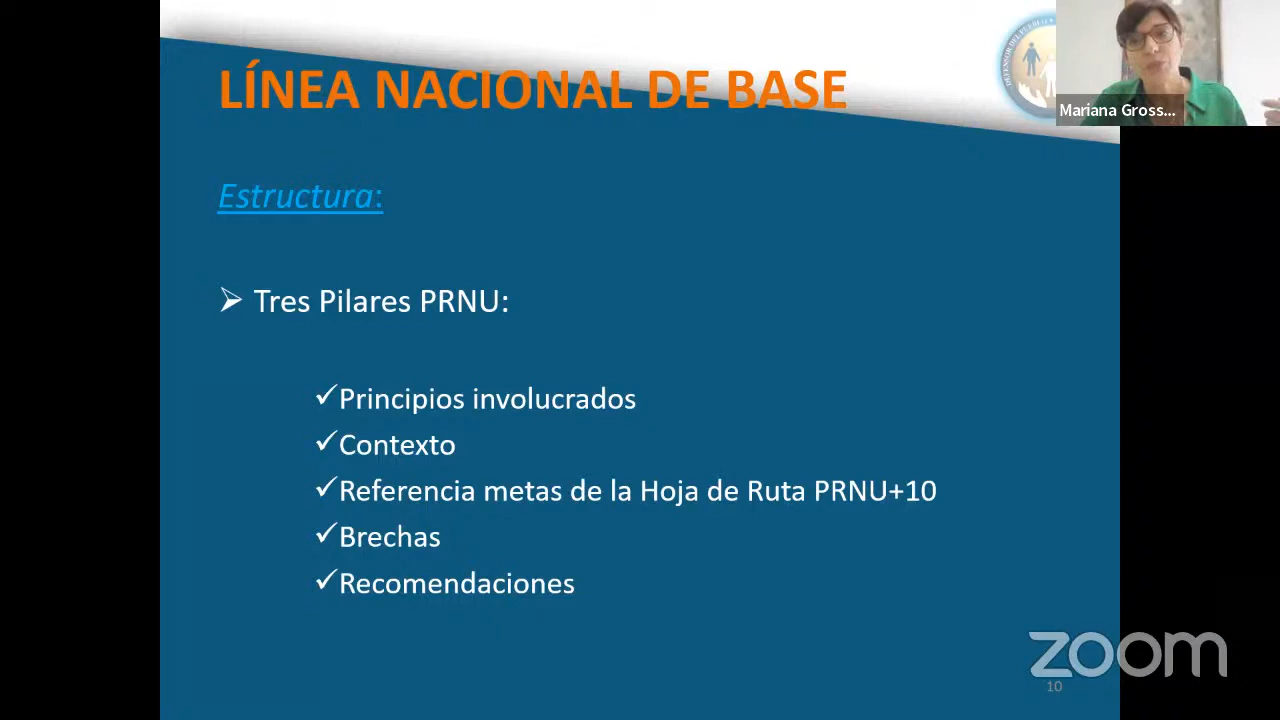 LÍNEA NACIONAL DE BASE
Mariana Gross...
Estructura:
Tres Pilares PRNU:
Principios involucrados
Contexto
Referencia metas de la Hoja de Ruta PRNU+10
Brechas
Recomendaciones
zoom
10